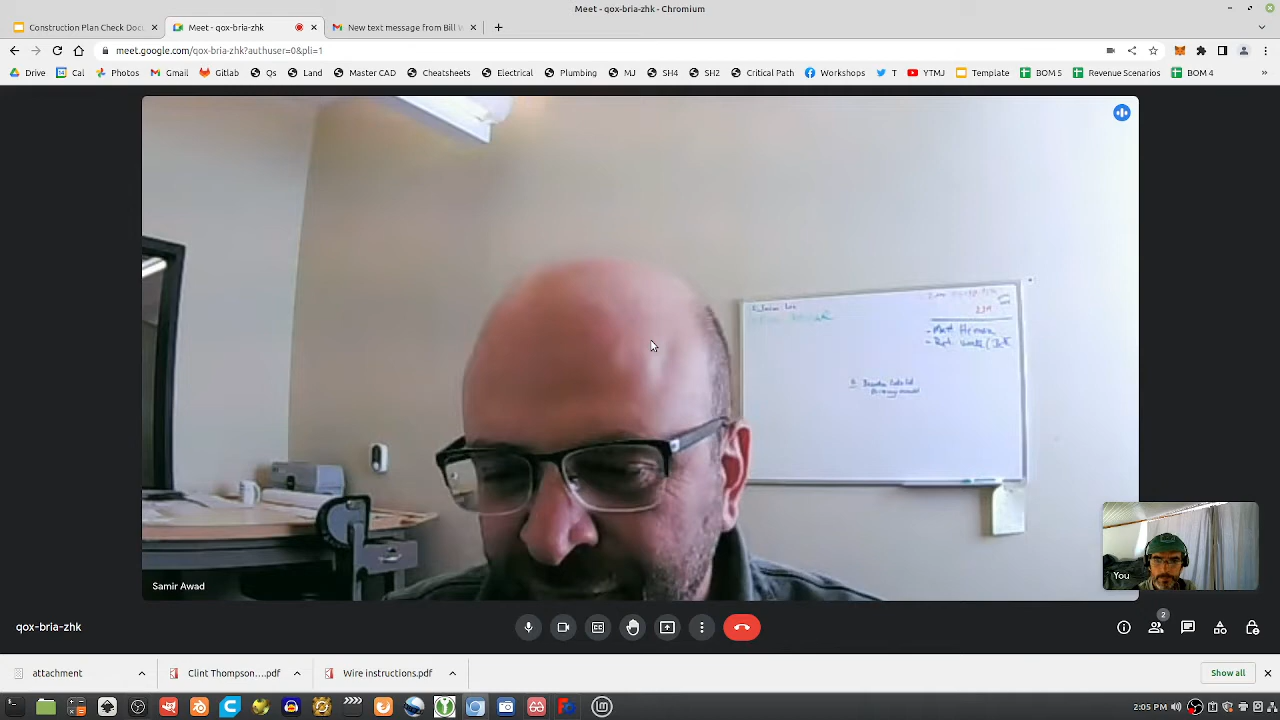 Meet - qox-bria-zhk - Chromium
Construction Plan Check Docu
Meet - qox-bria-zhk
New text message from Bill V
meet.google.com/qox-bria-zhk?authuser=0&pli=1
Drive
Cal
Photos
Gmail
Gitlab
Qs
Land
Master CAD
Cheatsheets
Electrical
Plumbing
MJ
SH4
SH2
Critical Path
Workshops
T
YTMJ
Template
BOM 5
Revenue Scenarios
BOM 4
»
Samir Awad
You
qox-bria-zhk
2
attachment
Clint Thompson....pdf
Wire instructions.pdf
Show all
2:05 PM